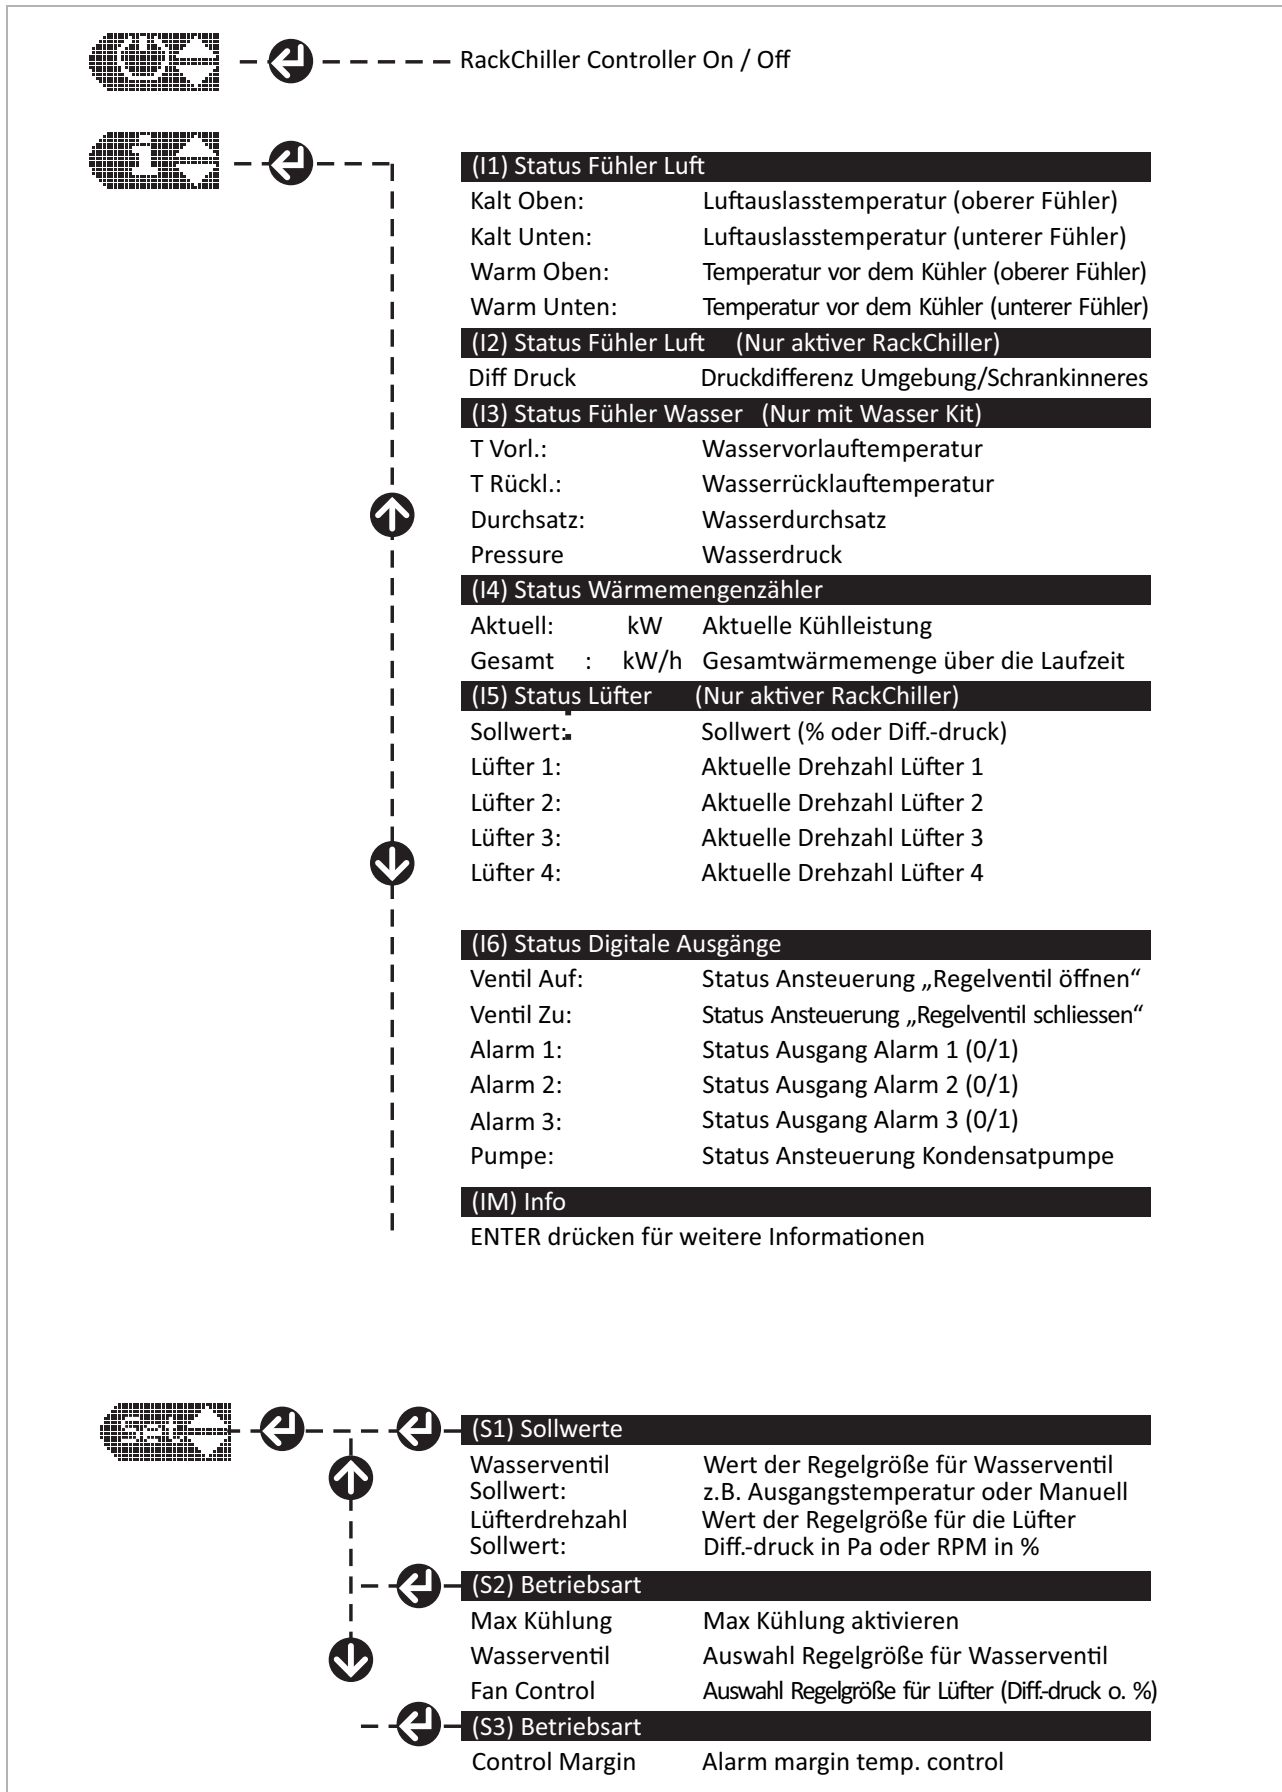 RackChiller Controller On / Off
i
(I1) Status Fühler Luft
Kalt Oben: Luftauslasstemperatur (oberer Fühler)
Kalt Unten: Luftauslasstemperatur (unterer Fühler)
Warm Oben: Temperatur vor dem Kühler (oberer Fühler)
Warm Unten: Temperatur vor dem Kühler (unterer Fühler)
(I2) Status Fühler Luft (Nur aktiver RackChiller)
Diff Druck Druckdifferenz Umgebung/Schrankinneres
(I3) Status Fühler Wasser (Nur mit Wasser Kit)
T Vorl.: Wasservorlauftemperatur
T Rückl.: Wasserrücklauftemperatur
Durchsatz: Wasserdurchsatz
Pressure Wasserdruck
(I4) Status Wärmemengenzähler
Aktuell: kW Aktuelle Kühlleistung
Gesamt : kW/h Gesamtwärmemenge über die Laufzeit
(I5) Status Lüfter (Nur aktiver RackChiller)
Sollwert: Sollwert (% oder Diff.-druck)
Lüfter 1: Aktuelle Drehzahl Lüfter 1
Lüfter 2: Aktuelle Drehzahl Lüfter 2
Lüfter 3: Aktuelle Drehzahl Lüfter 3
Lüfter 4: Aktuelle Drehzahl Lüfter 4
(I6) Status Digitale Ausgänge
Ventil Auf: Status Ansteuerung „Regelventil öffnen“
Ventil Zu: Status Ansteuerung „Regelventil schliessen“
Alarm 1: Status Ausgang Alarm 1 (0/1)
Alarm 2: Status Ausgang Alarm 2 (0/1)
Alarm 3: Status Ausgang Alarm 3 (0/1)
Pumpe: Status Ansteuerung Kondensatpumpe
(IM) Info
ENTER drücken für weitere Informationen
Set
(S1) Sollwerte
Wasserventil Wert der Regelgröße für Wasserventil
Sollwert: z.B. Ausgangstemperatur oder Manuell
Lüfterdrehzahl Wert der Regelgröße für die Lüfter
Sollwert: Diff.-druck in Pa oder RPM in %
(S2) Betriebsart
Max Kühlung Max Kühlung aktivieren
Wasserventil Auswahl Regelgröße für Wasserventil
Fan Control Auswahl Regelgröße für Lüfter (Diff.-druck o. %)
(S3) Betriebsart
Control Margin Alarm margin temp. control